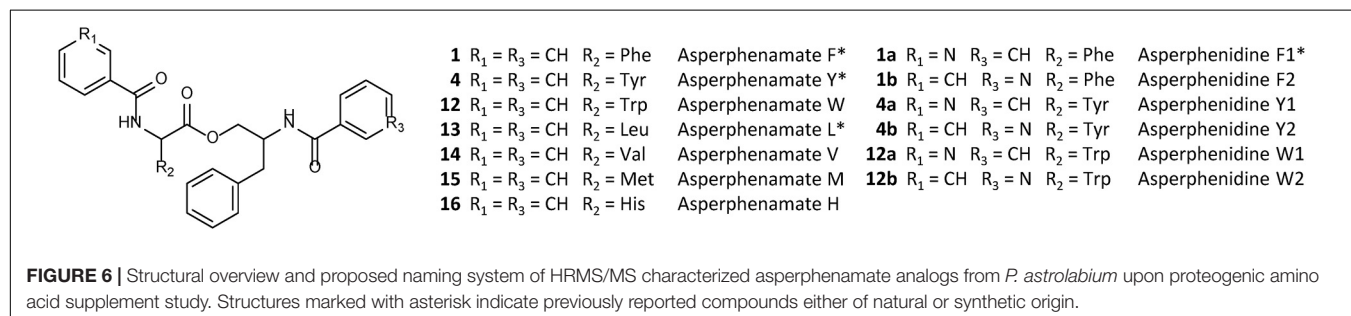 R₁
O
HN
R₂
O
O
H
N
O
R₃
1 R₁ = R₃ = CH R₂ = Phe Asperphenamate F*
4 R₁ = R₃ = CH R₂ = Tyr Asperphenamate Y*
12 R₁ = R₃ = CH R₂ = Trp Asperphenamate W
13 R₁ = R₃ = CH R₂ = Leu Asperphenamate L*
14 R₁ = R₃ = CH R₂ = Val Asperphenamate V
15 R₁ = R₃ = CH R₂ = Met Asperphenamate M
16 R₁ = R₃ = CH R₂ = His Asperphenamate H
1a R₁ = N R₃ = CH R₂ = Phe Asperphenidine F1*
1b R₁ = CH R₃ = N R₂ = Phe Asperphenidine F2
4a R₁ = N R₃ = CH R₂ = Tyr Asperphenidine Y1
4b R₁ = CH R₃ = N R₂ = Tyr Asperphenidine Y2
12a R₁ = N R₃ = CH R₂ = Trp Asperphenidine W1
12b R₁ = CH R₃ = N R₂ = Trp Asperphenidine W2
FIGURE 6 | Structural overview and proposed naming system of HRMS/MS characterized asperphenamate analogs from P. astrolabium upon proteogenic amino
acid supplement study. Structures marked with asterisk indicate previously reported compounds either of natural or synthetic origin.